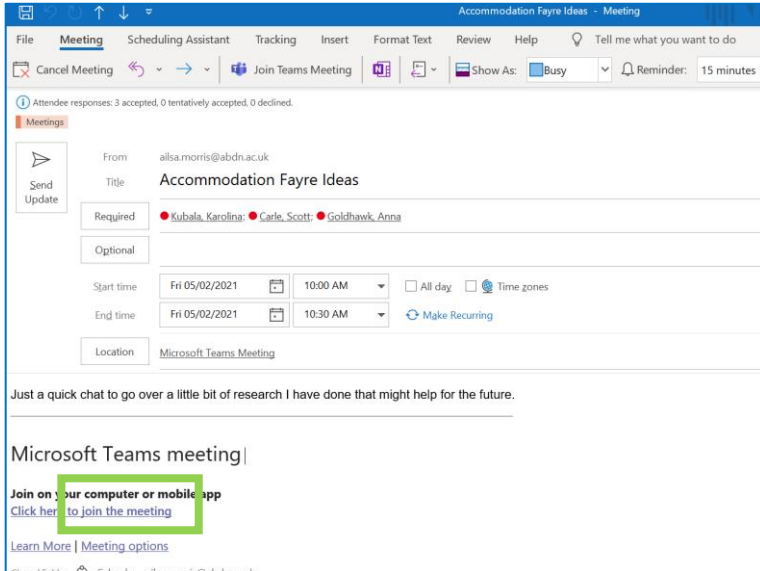 Accommodation Fayre Ideas - Meeting
File Meeting Scheduling Assistant Tracking Insert Format Text Review Help Tell me what you want to do
Cancel Meeting Join Teams Meeting Show As: Busy Reminder: 15 minutes
Attendee responses: 3 accepted, 0 tentatively accepted, 0 declined.
Meetings
From ailsa.morris@abdn.ac.uk
Send Update
Title Accommodation Fayre Ideas
Required Kubala, Karolina; Carle, Scott; Goldhawk, Anna
Optional
Start time Fri 05/02/2021 10:00 AM All day Time zones
End time Fri 05/02/2021 10:30 AM Make Recurring
Location Microsoft Teams Meeting
Just a quick chat to go over a little bit of research I have done that might help for the future.
Microsoft Teams meeting
Join on your computer or mobile app
Click here to join the meeting
Learn More | Meeting options